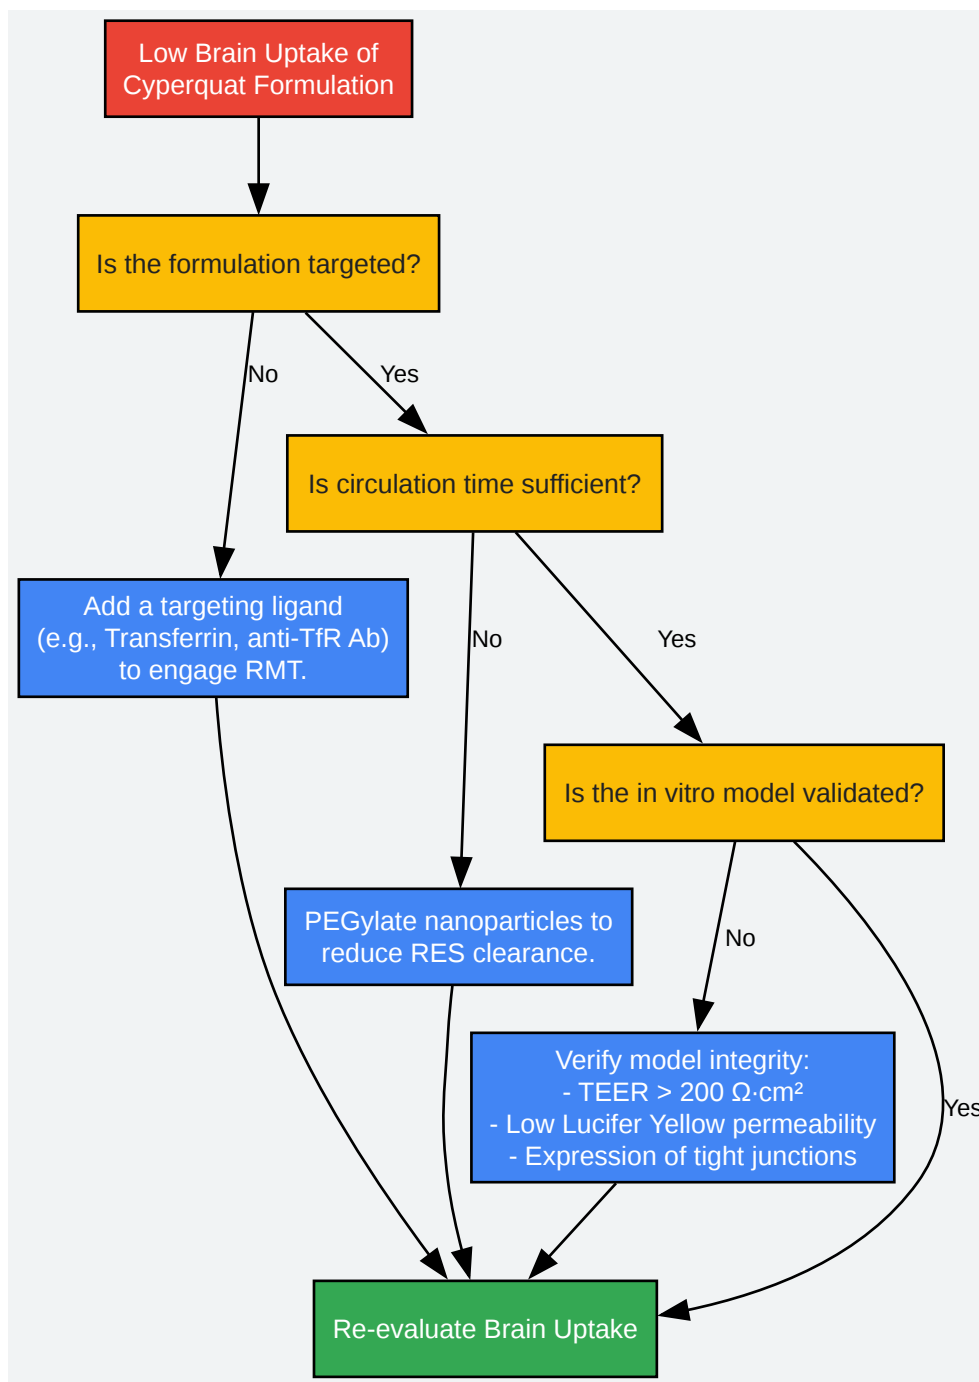 Low Brain Uptake of
Cyperquat Formulation
Is the formulation targeted?
No
Yes
Is circulation time sufficient?
Add a targeting ligand
(e.g., Transferrin, anti-TfR Ab)
to engage RMT.
No
Yes
Is the in vitro model validated?
PEGylate nanoparticles to
reduce RES clearance.
No
Verify model integrity:
- TEER > 200 Ω·cm²
- Low Lucifer Yellow permeability
- Expression of tight junctions
Yes
Re-evaluate Brain Uptake